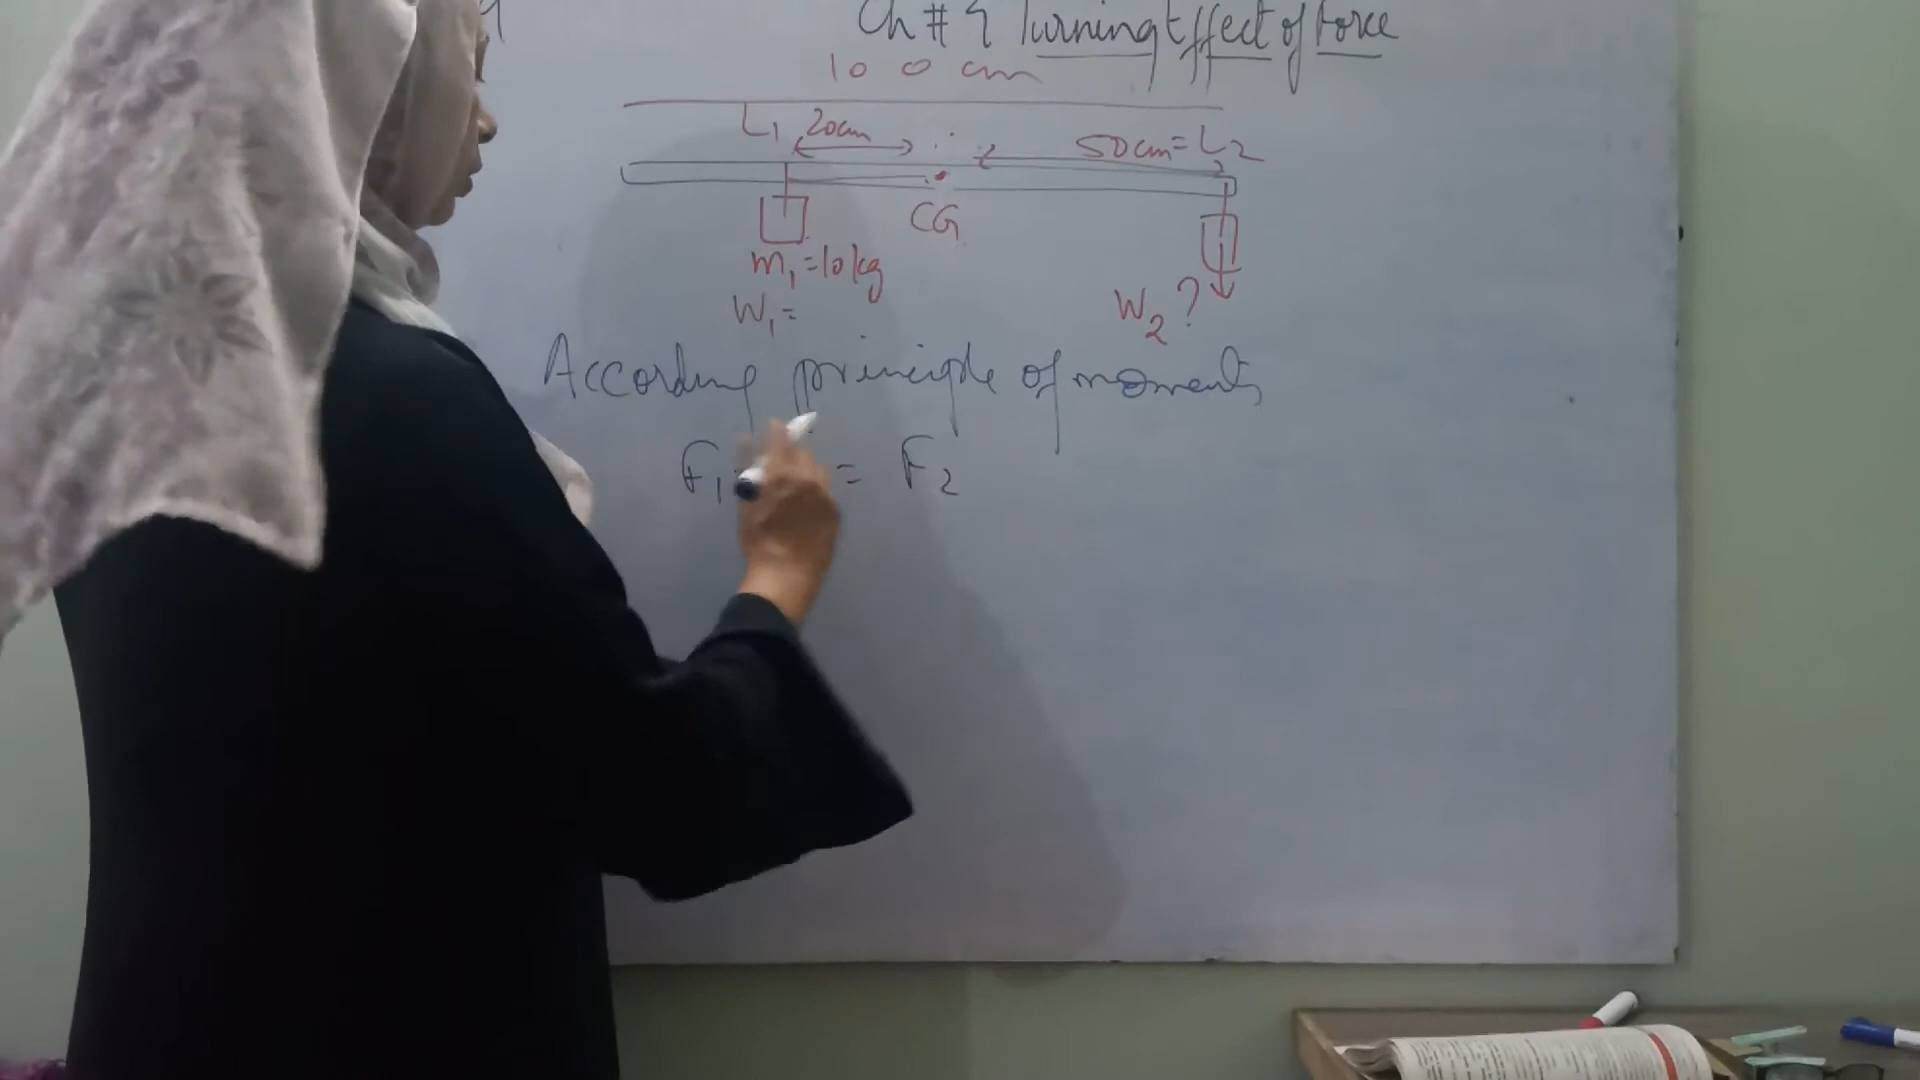 Ch # 4 Turning Effect of Force
100 cm
L1 20cm
50cm = L2
CG
m1 = 10kg
W1 =
W2 ?
According principle of moments
F1 = F2